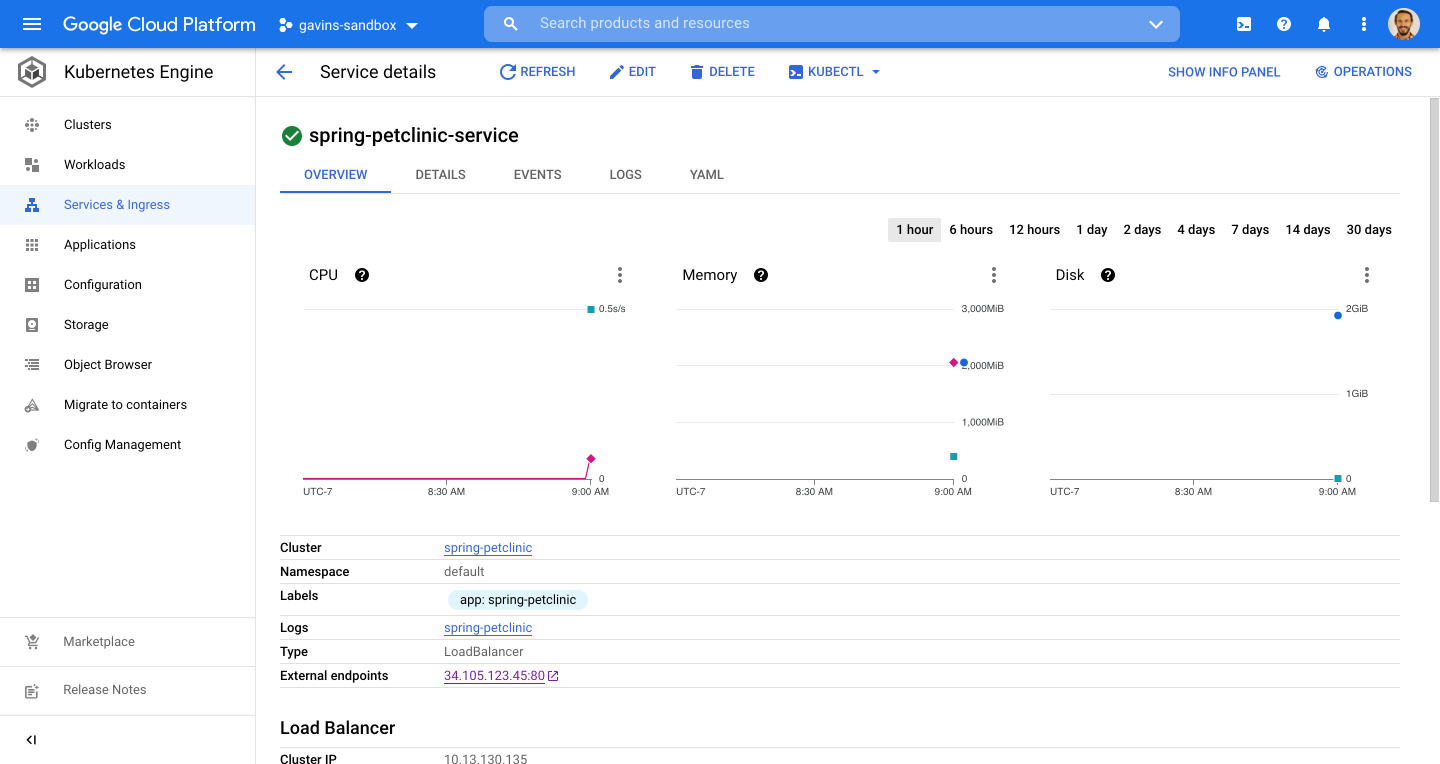 Google Cloud Platform
gavins-sandbox
Search products and resources
Kubernetes Engine
Service details
REFRESH
EDIT
DELETE
KUBECTL
SHOW INFO PANEL
OPERATIONS
Clusters
Workloads
Services & Ingress
Applications
Configuration
Storage
Object Browser
Migrate to containers
Config Management
Marketplace
Release Notes
spring-petclinic-service
OVERVIEW
DETAILS
EVENTS
LOGS
YAML
1 hour
6 hours
12 hours
1 day
2 days
4 days
7 days
14 days
30 days
CPU
0.5s/s
0
UTC-7
8:30 AM
9:00 AM
Memory
3,000MiB
2,000MiB
1,000MiB
0
UTC-7
8:30 AM
9:00 AM
Disk
2GiB
1GiB
0
UTC-7
8:30 AM
9:00 AM
Cluster spring-petclinic
Namespace default
Labels app: spring-petclinic
Logs spring-petclinic
Type LoadBalancer
External endpoints 34.105.123.45:80
Load Balancer
Cluster IP 10.13.130.135